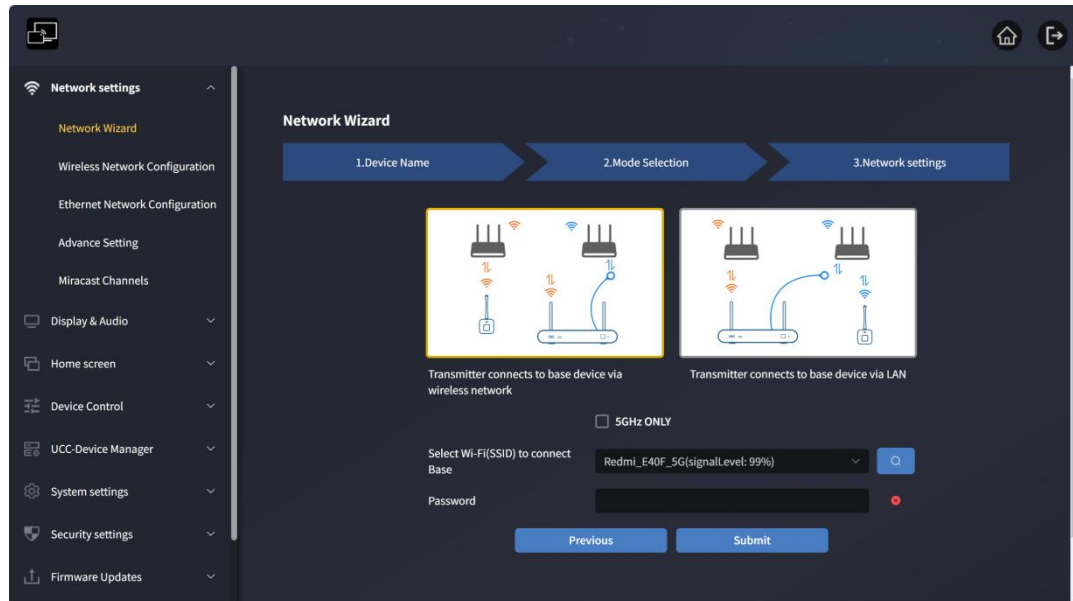 Network settings
Network Wizard
Wireless Network Configuration
Ethernet Network Configuration
Advance Setting
Miracast Channels
Display & Audio
Home screen
Device Control
UCC-Device Manager
System settings
Security settings
Firmware Updates
Network Wizard
1.Device Name
2.Mode Selection
3.Network settings
Transmitter connects to base device via
wireless network
Transmitter connects to base device via LAN
5GHz ONLY
Select Wi-Fi(SSID) to connect
Base
Redmi_E40F_5G(signalLevel: 99%)
Password
Previous
Submit